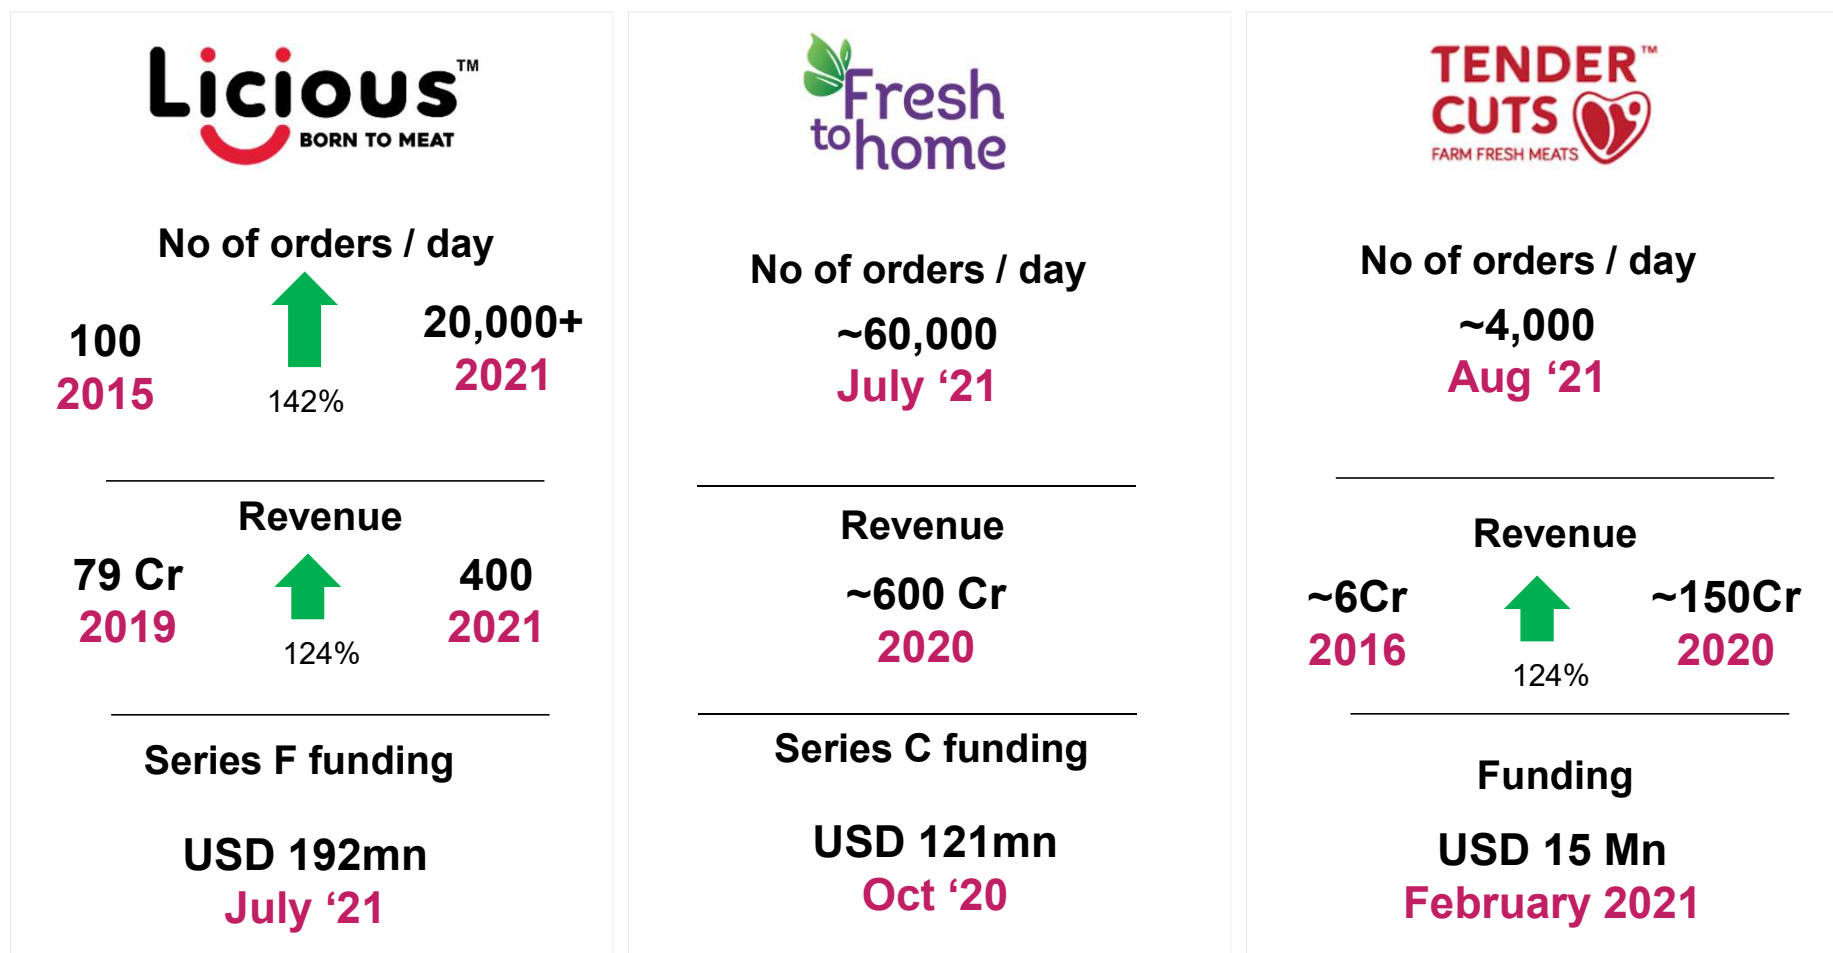 Licious™
BORN TO MEAT
No of orders / day
100
2015
142%
20,000+
2021
Revenue
79 Cr
2019
124%
400
2021
Series F funding
USD 192mn
July ‘21
Fresh
to home
No of orders / day
~60,000
July ‘21
Revenue
~600 Cr
2020
Series C funding
USD 121mn
Oct ‘20
TENDER™
CUTS
FARM FRESH MEATS
No of orders / day
~4,000
Aug ‘21
Revenue
~6Cr
2016
124%
~150Cr
2020
Funding
USD 15 Mn
February 2021